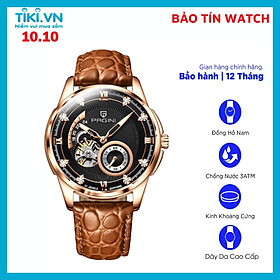 TIKI.VN
Niềm vui mua sắm
10.10
BẢO TÍN WATCH
Gian hàng chính hãng.
Bảo hành | 12 Tháng
PAGINI
Đồng Hồ Nam
Chống Nước 3ATM
Kính Khoáng Cứng
Dây Da Cao Cấp